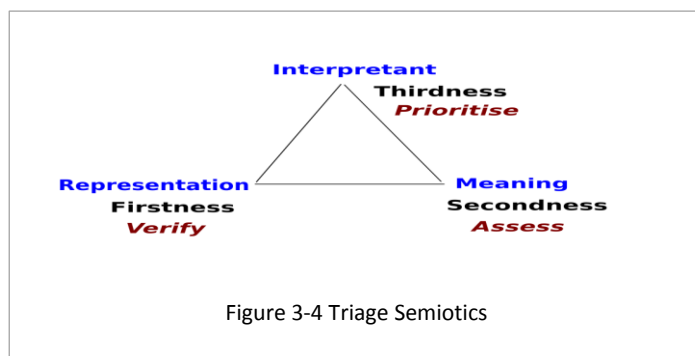 Interpretant
Thirdness
Prioritise
Representation
Firstness
Verify
Meaning
Secondness
Assess
Figure 3-4 Triage Semiotics